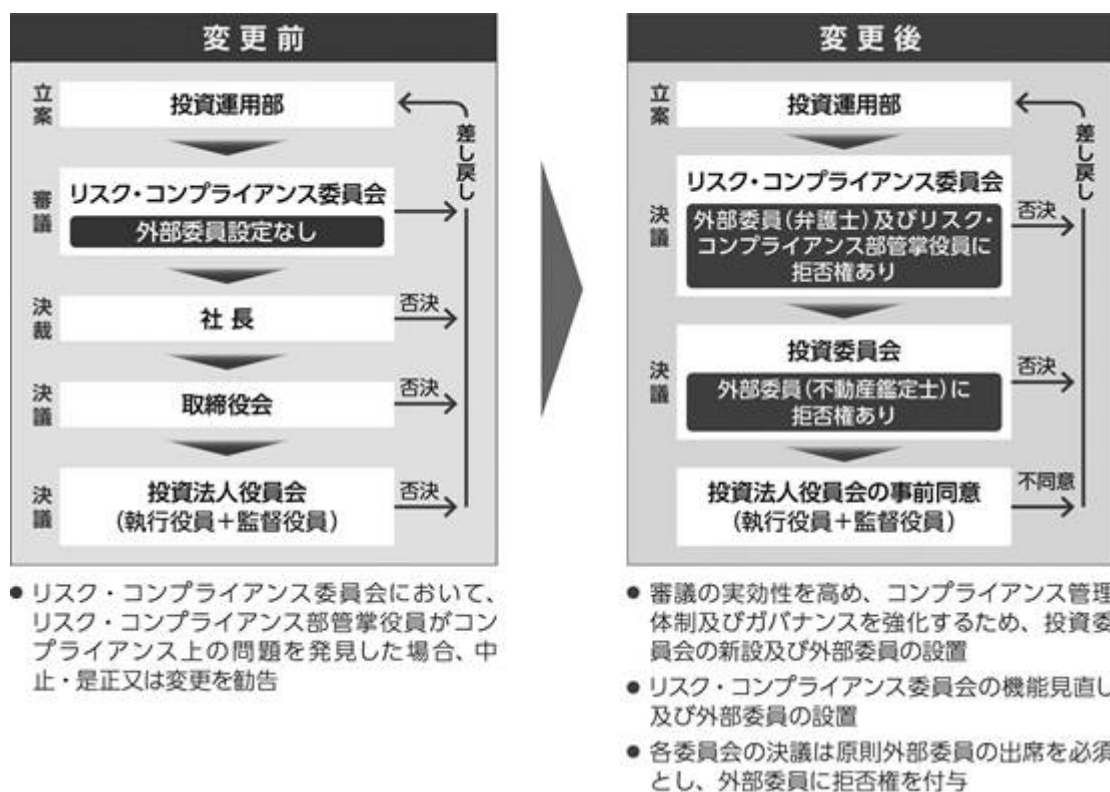 変更前
立案
投資運用部
差し戻し
審議
リスク・コンプライアンス委員会
外部委員設定なし
決裁
社長
否決
決議
取締役会
否決
決議
投資法人役員会
(執行役員+監督役員)
否決
● リスク・コンプライアンス委員会において、
リスク・コンプライアンス部管掌役員がコン
プライアンス上の問題を発見した場合、中
止・是正又は変更を勧告
変更後
立案
投資運用部
差し戻し
決議
リスク・コンプライアンス委員会
外部委員(弁護士)及びリスク・
コンプライアンス部管掌役員に
拒否権あり
否決
決議
投資委員会
外部委員(不動産鑑定士)に
拒否権あり
否決
投資法人役員会の事前同意
(執行役員+監督役員)
不同意
● 審議の実効性を高め、コンプライアンス管理
体制及びガバナンスを強化するため、投資委
員会の新設及び外部委員の設置
● リスク・コンプライアンス委員会の機能見直し
及び外部委員の設置
● 各委員会の決議は原則外部委員の出席を必須
とし、外部委員に拒否権を付与